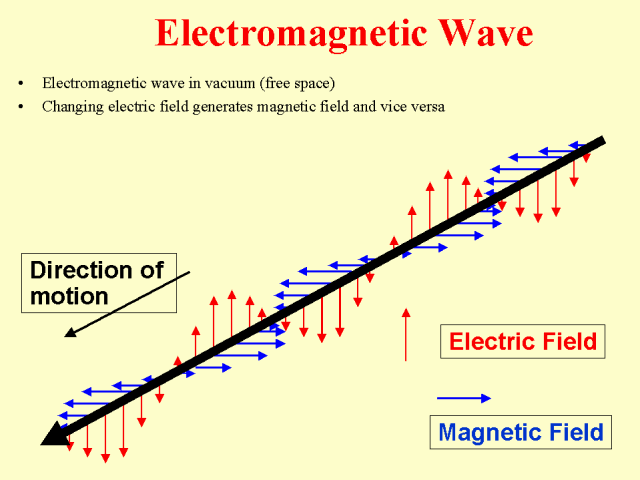 Electromagnetic Wave
• Electromagnetic wave in vacuum (free space)
• Changing electric field generates magnetic field and vice versa
Direction of
motion
Electric Field
Magnetic Field